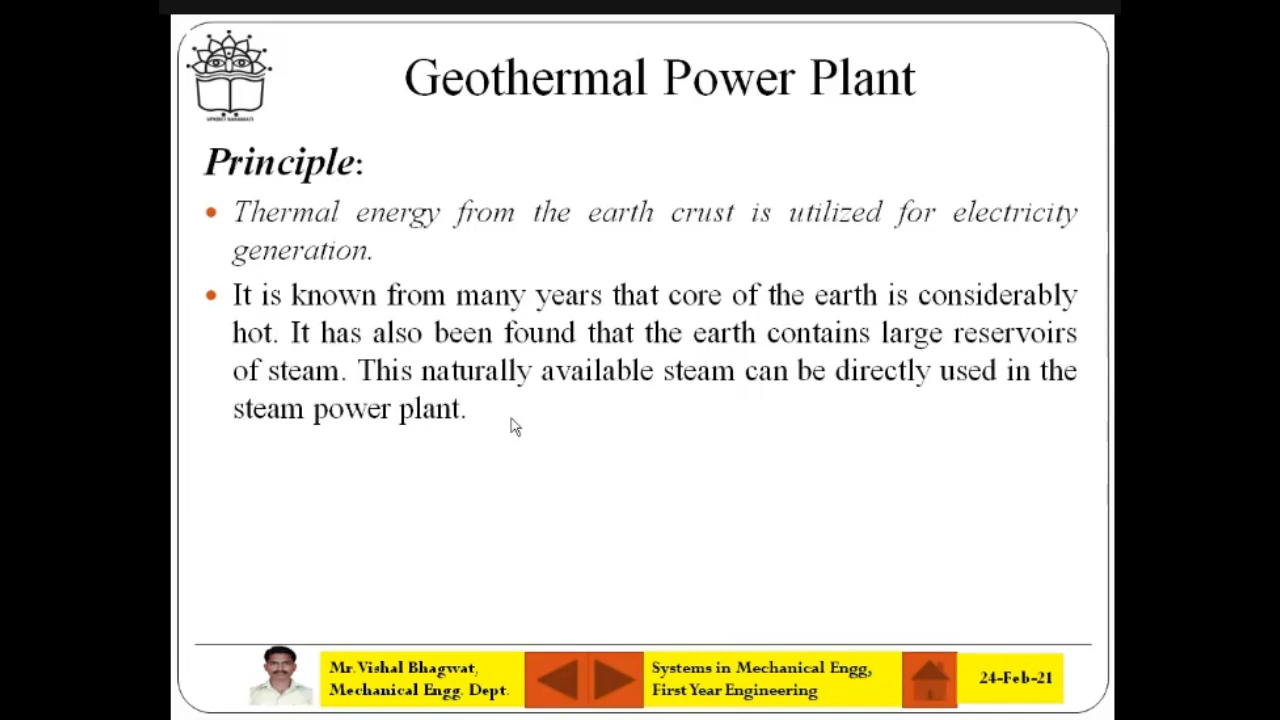 Geothermal Power Plant
Principle:
• Thermal energy from the earth crust is utilized for electricity
generation.
• It is known from many years that core of the earth is considerably
hot. It has also been found that the earth contains large reservoirs
of steam. This naturally available steam can be directly used in the
steam power plant.
Mr. Vishal Bhagwat,
Mechanical Engg. Dept.
Systems in Mechanical Engg,
First Year Engineering
24-Feb-21